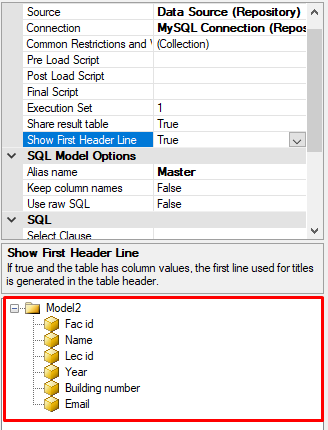 Source Data Source (Repository)
Connection MySQL Connection (Repos
Common Restrictions and V (Collection)
Pre Load Script
Post Load Script
Final Script
Execution Set 1
Share result table True
Show First Header Line True
SQL Model Options
Alias name Master
Keep column names False
Use raw SQL False
SQL
Select Clause
Show First Header Line
If true and the table has column values, the first line used for titles
is generated in the table header.
Model2
Fac id
Name
Lec id
Year
Building number
Email